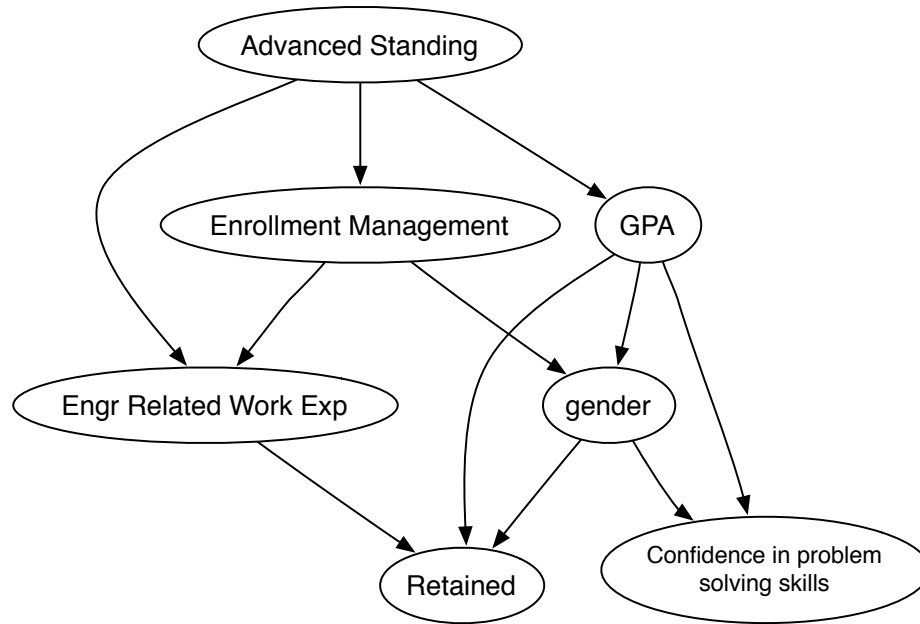 Advanced Standing
Enrollment Management
GPA
Engr Related Work Exp
gender
Retained
Confidence in problem
solving skills